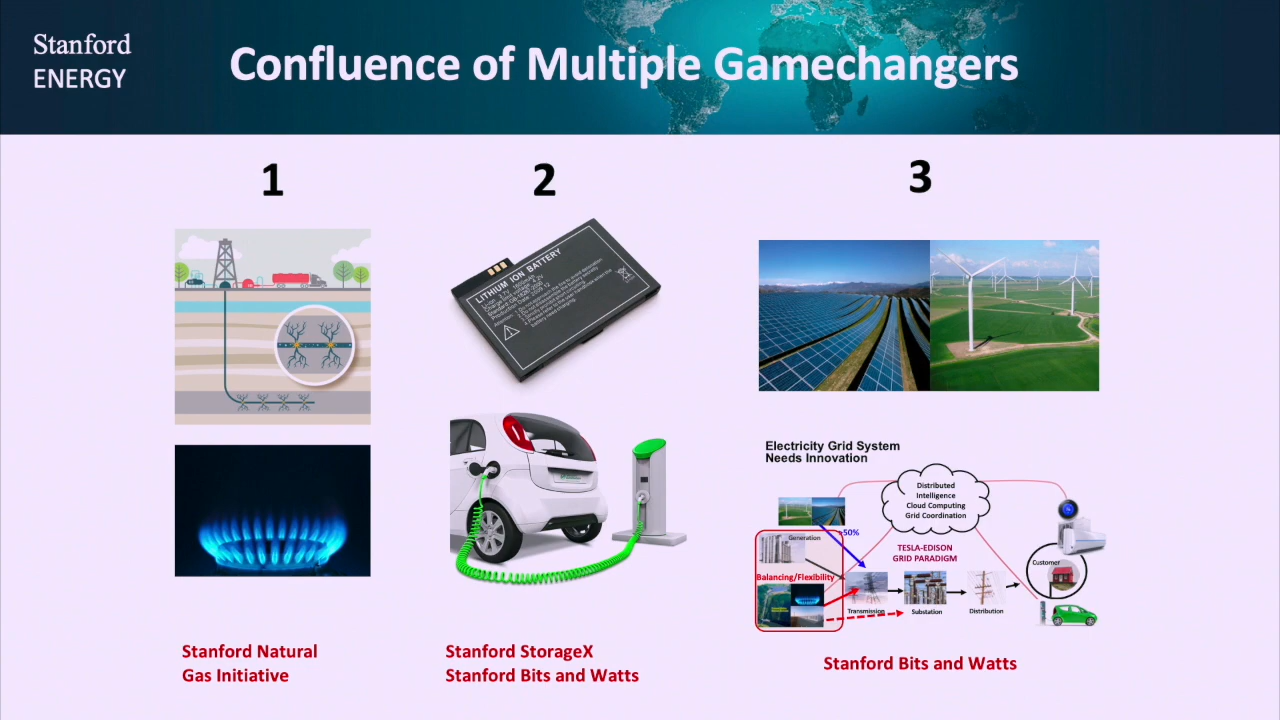 Stanford
ENERGY
Confluence of Multiple Gamechangers
1
2
3
LITHIUM ION BATTERY
Electricity Grid System
Needs Innovation
Distributed
Intelligence
Cloud Computing
Grid Coordination
~50%
Generation
TESLA-EDISON
GRID PARADIGM
Balancing/Flexibility
Customer
Transmission
Substation
Distribution
Stanford Natural
Gas Initiative
Stanford StorageX
Stanford Bits and Watts
Stanford Bits and Watts